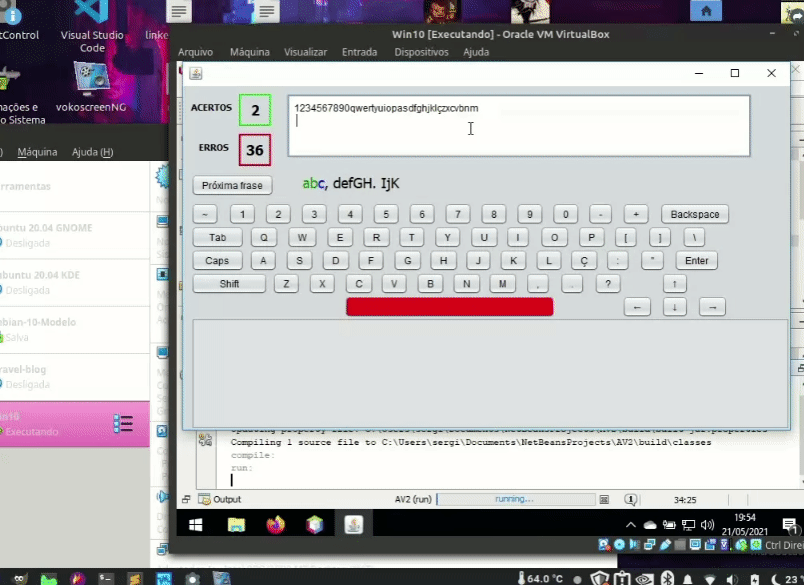 tControl
Visual Studio
Code
linke
mações e
o Sistema
vokoscreenNG
Win10 [Executando] - Oracle VM VirtualBox
Arquivo Máquina Visualizar Entrada Dispositivos Ajuda
) Máquina Ajuda (H)
erramentas
buntu 20.04 GNOME
Desligada
buntu 20.04 KDE
Desligada
ebian-10-Modelo
Salva
ravel-blog
Desligada
in10
Executando
ACERTOS 2
1234567890qwertyuiopasdfghjklçzxcvbnm
ERROS 36
Próxima frase
abc, defGH. IjK
~ 1 2 3 4 5 6 7 8 9 0 - + Backspace
Tab Q W E R T Y U I O P [ ] \
Caps A S D F G H J K L Ç : " Enter
Shift Z X C V B N M , . ? ↑
← ↓ →
Compiling 1 source file to C:\Users\sergi\Documents\NetBeansProjects\AV2\build\classes
compile:
run:
Output
AV2 (run)
running...
34:25
19:54
21/05/2021
1
Ctrl Direi
64.0 °C
23